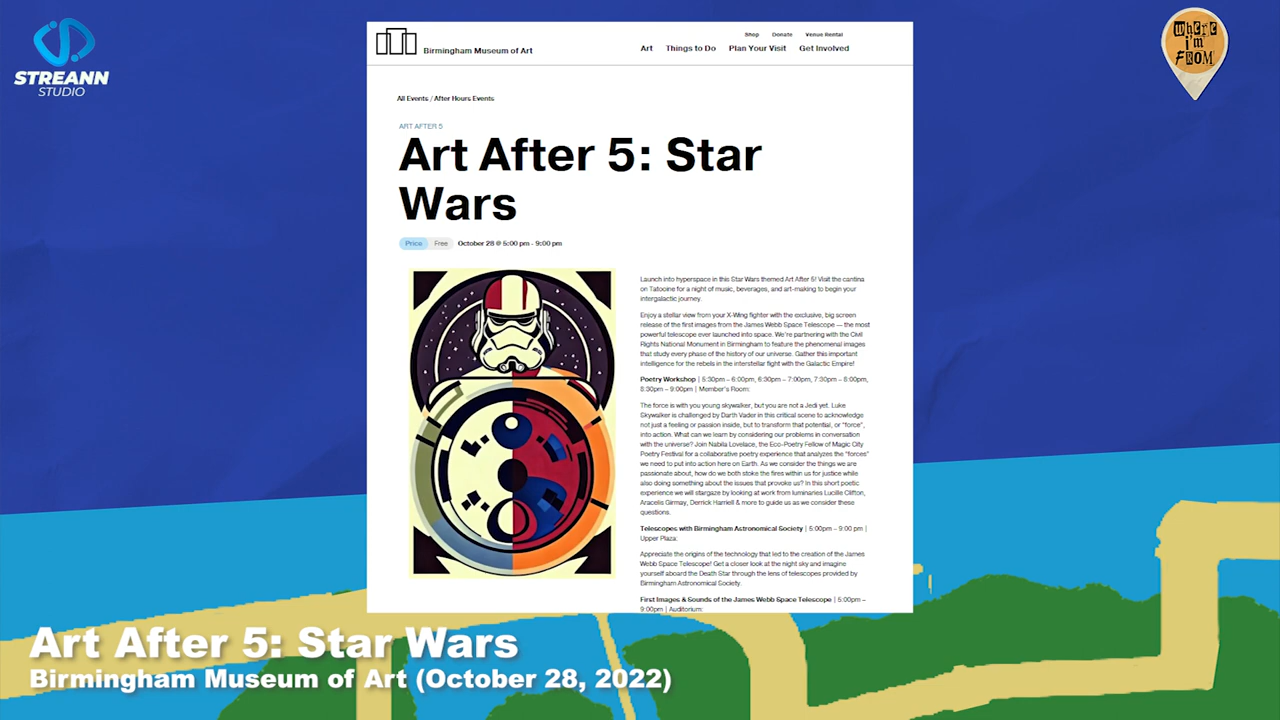 STREANN
STUDIO
where
i'm
FROM
Birmingham Museum of Art
Shop Donate Venue Rental
Art Things to Do Plan Your Visit Get Involved
All Events / After Hours Events
ART AFTER 5
Art After 5: Star
Wars
Price Free October 28 @ 5:00 pm - 9:00 pm
Launch into hyperspace in this Star Wars themed Art After 5! Visit the cantina
on Tatooine for a night of music, beverages, and art-making to begin your
intergalactic journey.
Enjoy a stellar view from your X-Wing fighter with the exclusive, big screen
release of the first images from the James Webb Space Telescope — the most
powerful telescope ever launched into space. We're partnering with the Civil
Rights National Monument in Birmingham to feature the phenomenal images
that study every phase of the history of our universe. Gather this important
intelligence for the rebels in the interstellar fight with the Galactic Empire!
Poetry Workshop | 5:30pm – 6:00pm, 6:30pm – 7:00pm, 7:30pm – 8:00pm,
8:30pm – 9:00pm | Member's Room:
The force is with you young skywalker, but you are not a Jedi yet. Luke
Skywalker is challenged by Darth Vader in this critical scene to acknowledge
not just a feeling or passion inside, but to transform that potential, or "force",
into action. What can we learn by considering our problems in conversation
with the universe? Join Nabila Lovelace, the Eco-Poetry Fellow of Magic City
Poetry Festival for a collaborative poetry experience that analyzes the "forces"
we need to put into action here on Earth. As we consider the things we are
passionate about, how do we both stoke the fires within us for justice while
also doing something about the issues that provoke us? In this short poetic
experience we will stargaze by looking at work from luminaries Lucille Clifton,
Aracelis Girmay, Derrick Harriell & more to guide us as we consider these
questions.
Telescopes with Birmingham Astronomical Society | 5:00pm – 9:00 pm |
Upper Plaza:
Appreciate the origins of the technology that led to the creation of the James
Webb Space Telescope! Get a closer look at the night sky and imagine
yourself aboard the Death Star through the lens of telescopes provided by
Birmingham Astronomical Society.
First Images & Sounds of the James Webb Space Telescope | 5:00pm –
9:00pm | Auditorium:
Art After 5: Star Wars
Birmingham Museum of Art (October 28, 2022)